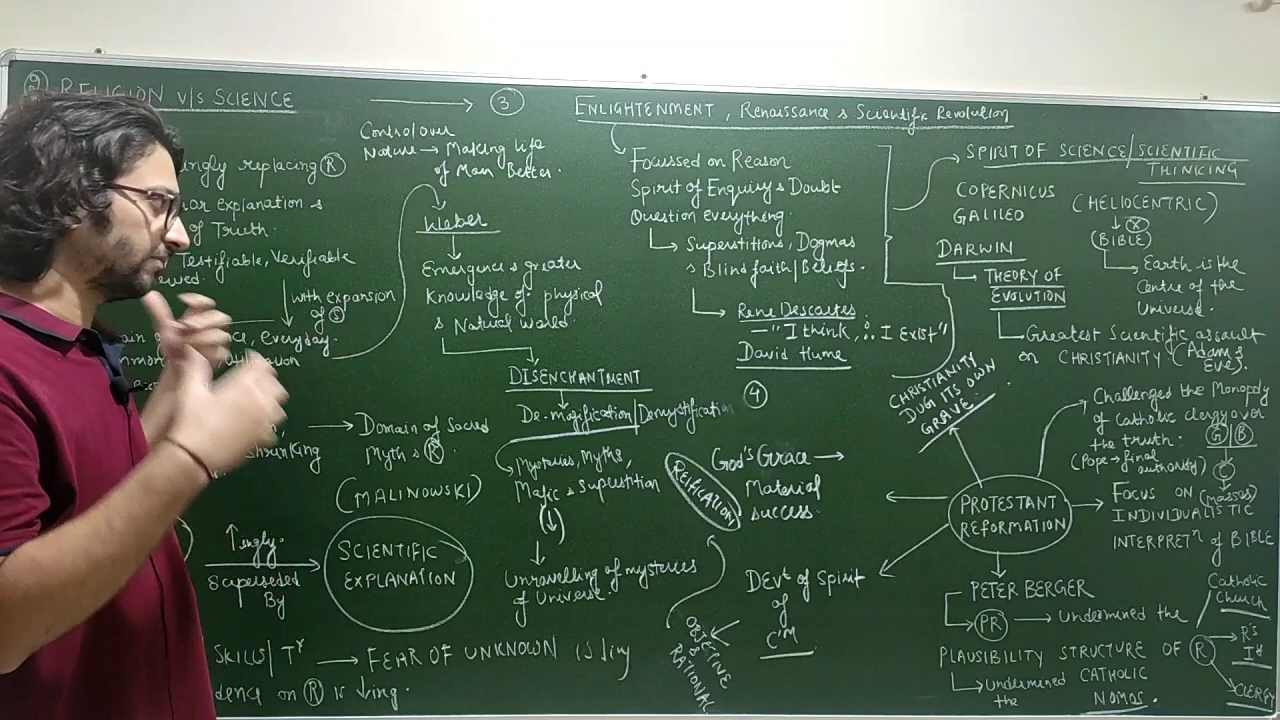 ② RELIGION v/s SCIENCE
③
ngly replacing Ⓡ
ior explanation &
of Truth.
Testifiable, Verifiable
ewed.
with expansion
of Ⓢ
everyday
Domain of Sacred
Myth & Ⓡ
shrinking
(MALINOWSKI)
↑ingly.
Superseded
By
SCIENTIFIC
EXPLANATION
SKILLS/Tʸ → FEAR OF UNKNOWN is ↓ing
dence on Ⓡ is ↓ing.
Control over
Nature → Making life
of Man Better.
Weber
Emergence & greater
Knowledge of physical
& Natural world.
DISENCHANTMENT
De-magification/Demystification
Mysteries, Myths,
Magic & Superstition
(↓)
Unravelling of mysteries
of Universe.
ENLIGHTENMENT, Renaissance & Scientific Revolution
Focussed on Reason
Spirit of Enquiry & Doubt
Question everything.
Superstitions, Dogmas
& Blind faith/Beliefs.
Rene Descartes
- "I think, ∴ I Exist"
David Hume
④
God's Grace →
Material
success.
REIFICATION
DEVᵗ of Spirit
of
C'M
OBJECTIVE
&
RATIONAL
SPIRIT OF SCIENCE/SCIENTIFIC
THINKING
COPERNICUS
GALILEO
(HELIOCENTRIC)
(BIBLE)
Earth is the
Centre of the
Universe.
DARWIN
THEORY OF
EVOLUTION
Greatest Scientific assault
on CHRISTIANITY (Adam &
Eve).
CHRISTIANITY
DUG ITS OWN
GRAVE.
Challenged the Monopoly
of Catholic clergy over
the truth. Ⓖ|Ⓑ
(Pope → final
authority)
PROTESTANT
REFORMATION
FOCUS ON (masses)
INDIVIDUALISTIC
INTERPRETⁿ of BIBLE
PETER BERGER
PR → Undermined the
PLAUSIBILITY STRUCTURE OF Ⓡ
Undermined CATHOLIC
the NOMOS.
Catholic
Church
R's
Iⁿ
CLERGY